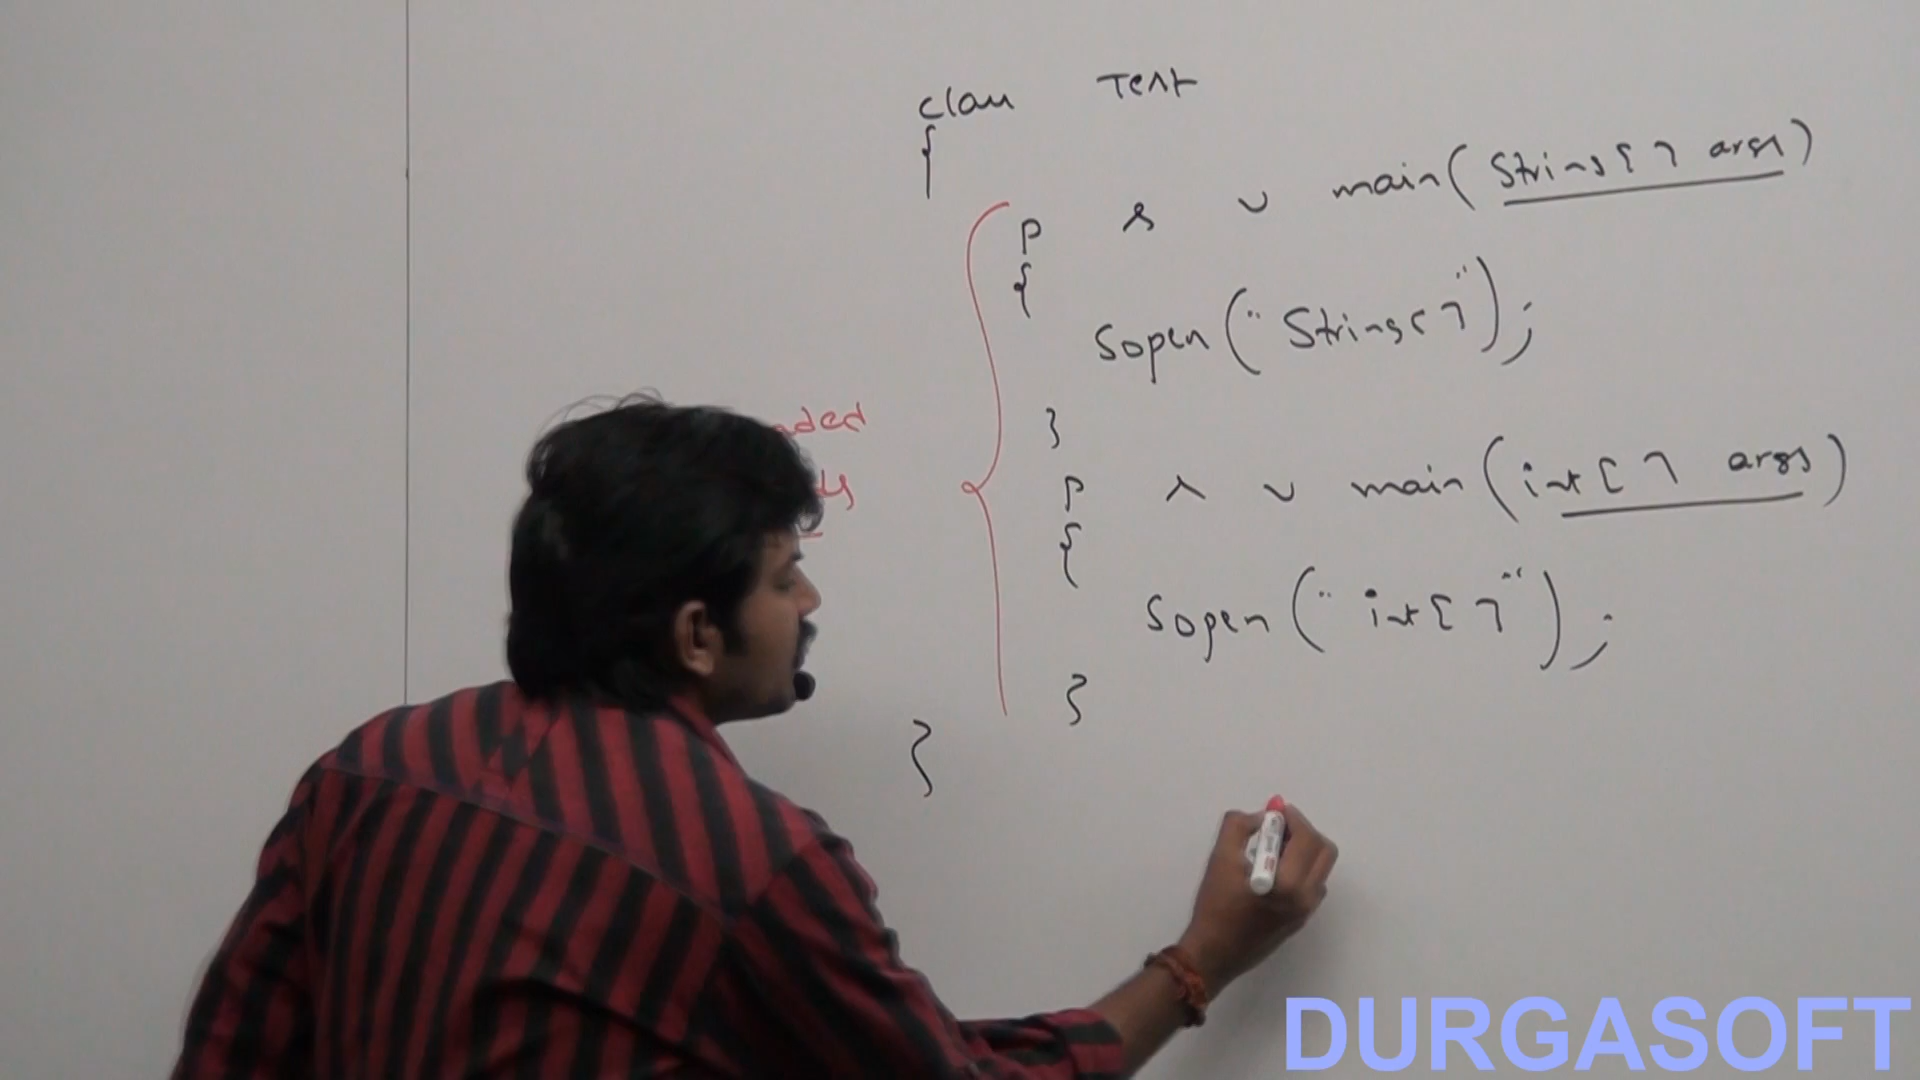 class Test
{
p s v main(String[] args)
{
sopln("String[]");
}
p s v main(int[] args)
{
sopln("int[]");
}
}
DURGASOFT